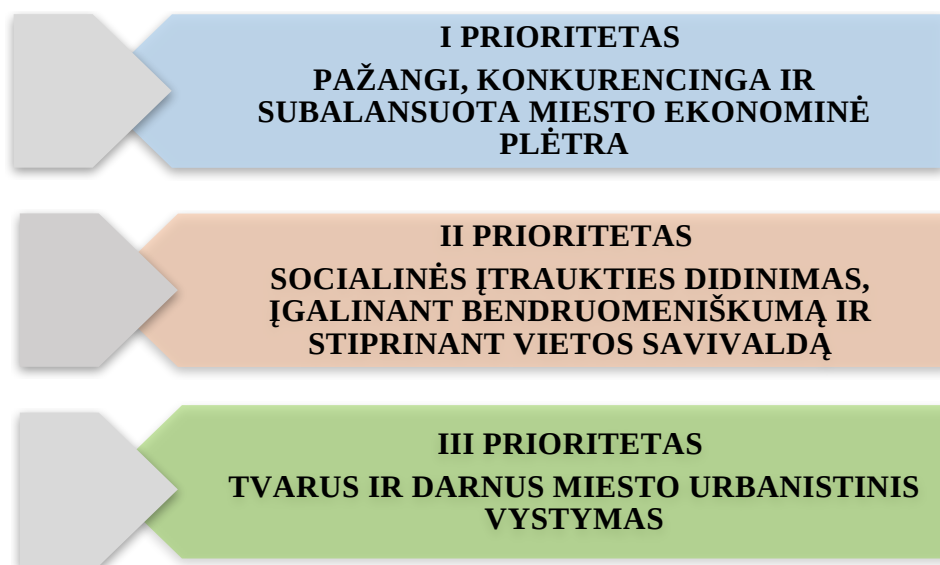 I PRIORITETAS
PAŽANGI, KONKURENCINGA IR
SUBALANSUOTA MIESTO EKONOMINĖ
PLĖTRA
II PRIORITETAS
SOCIALINĖS ĮTRAUKTIES DIDINIMAS,
ĮGALINANT BENDRUOMENIŠKUMĄ IR
STIPRINANT VIETOS SAVIVALDĄ
III PRIORITETAS
TVARUS IR DARNUS MIESTO URBANISTINIS
VYSTYMAS